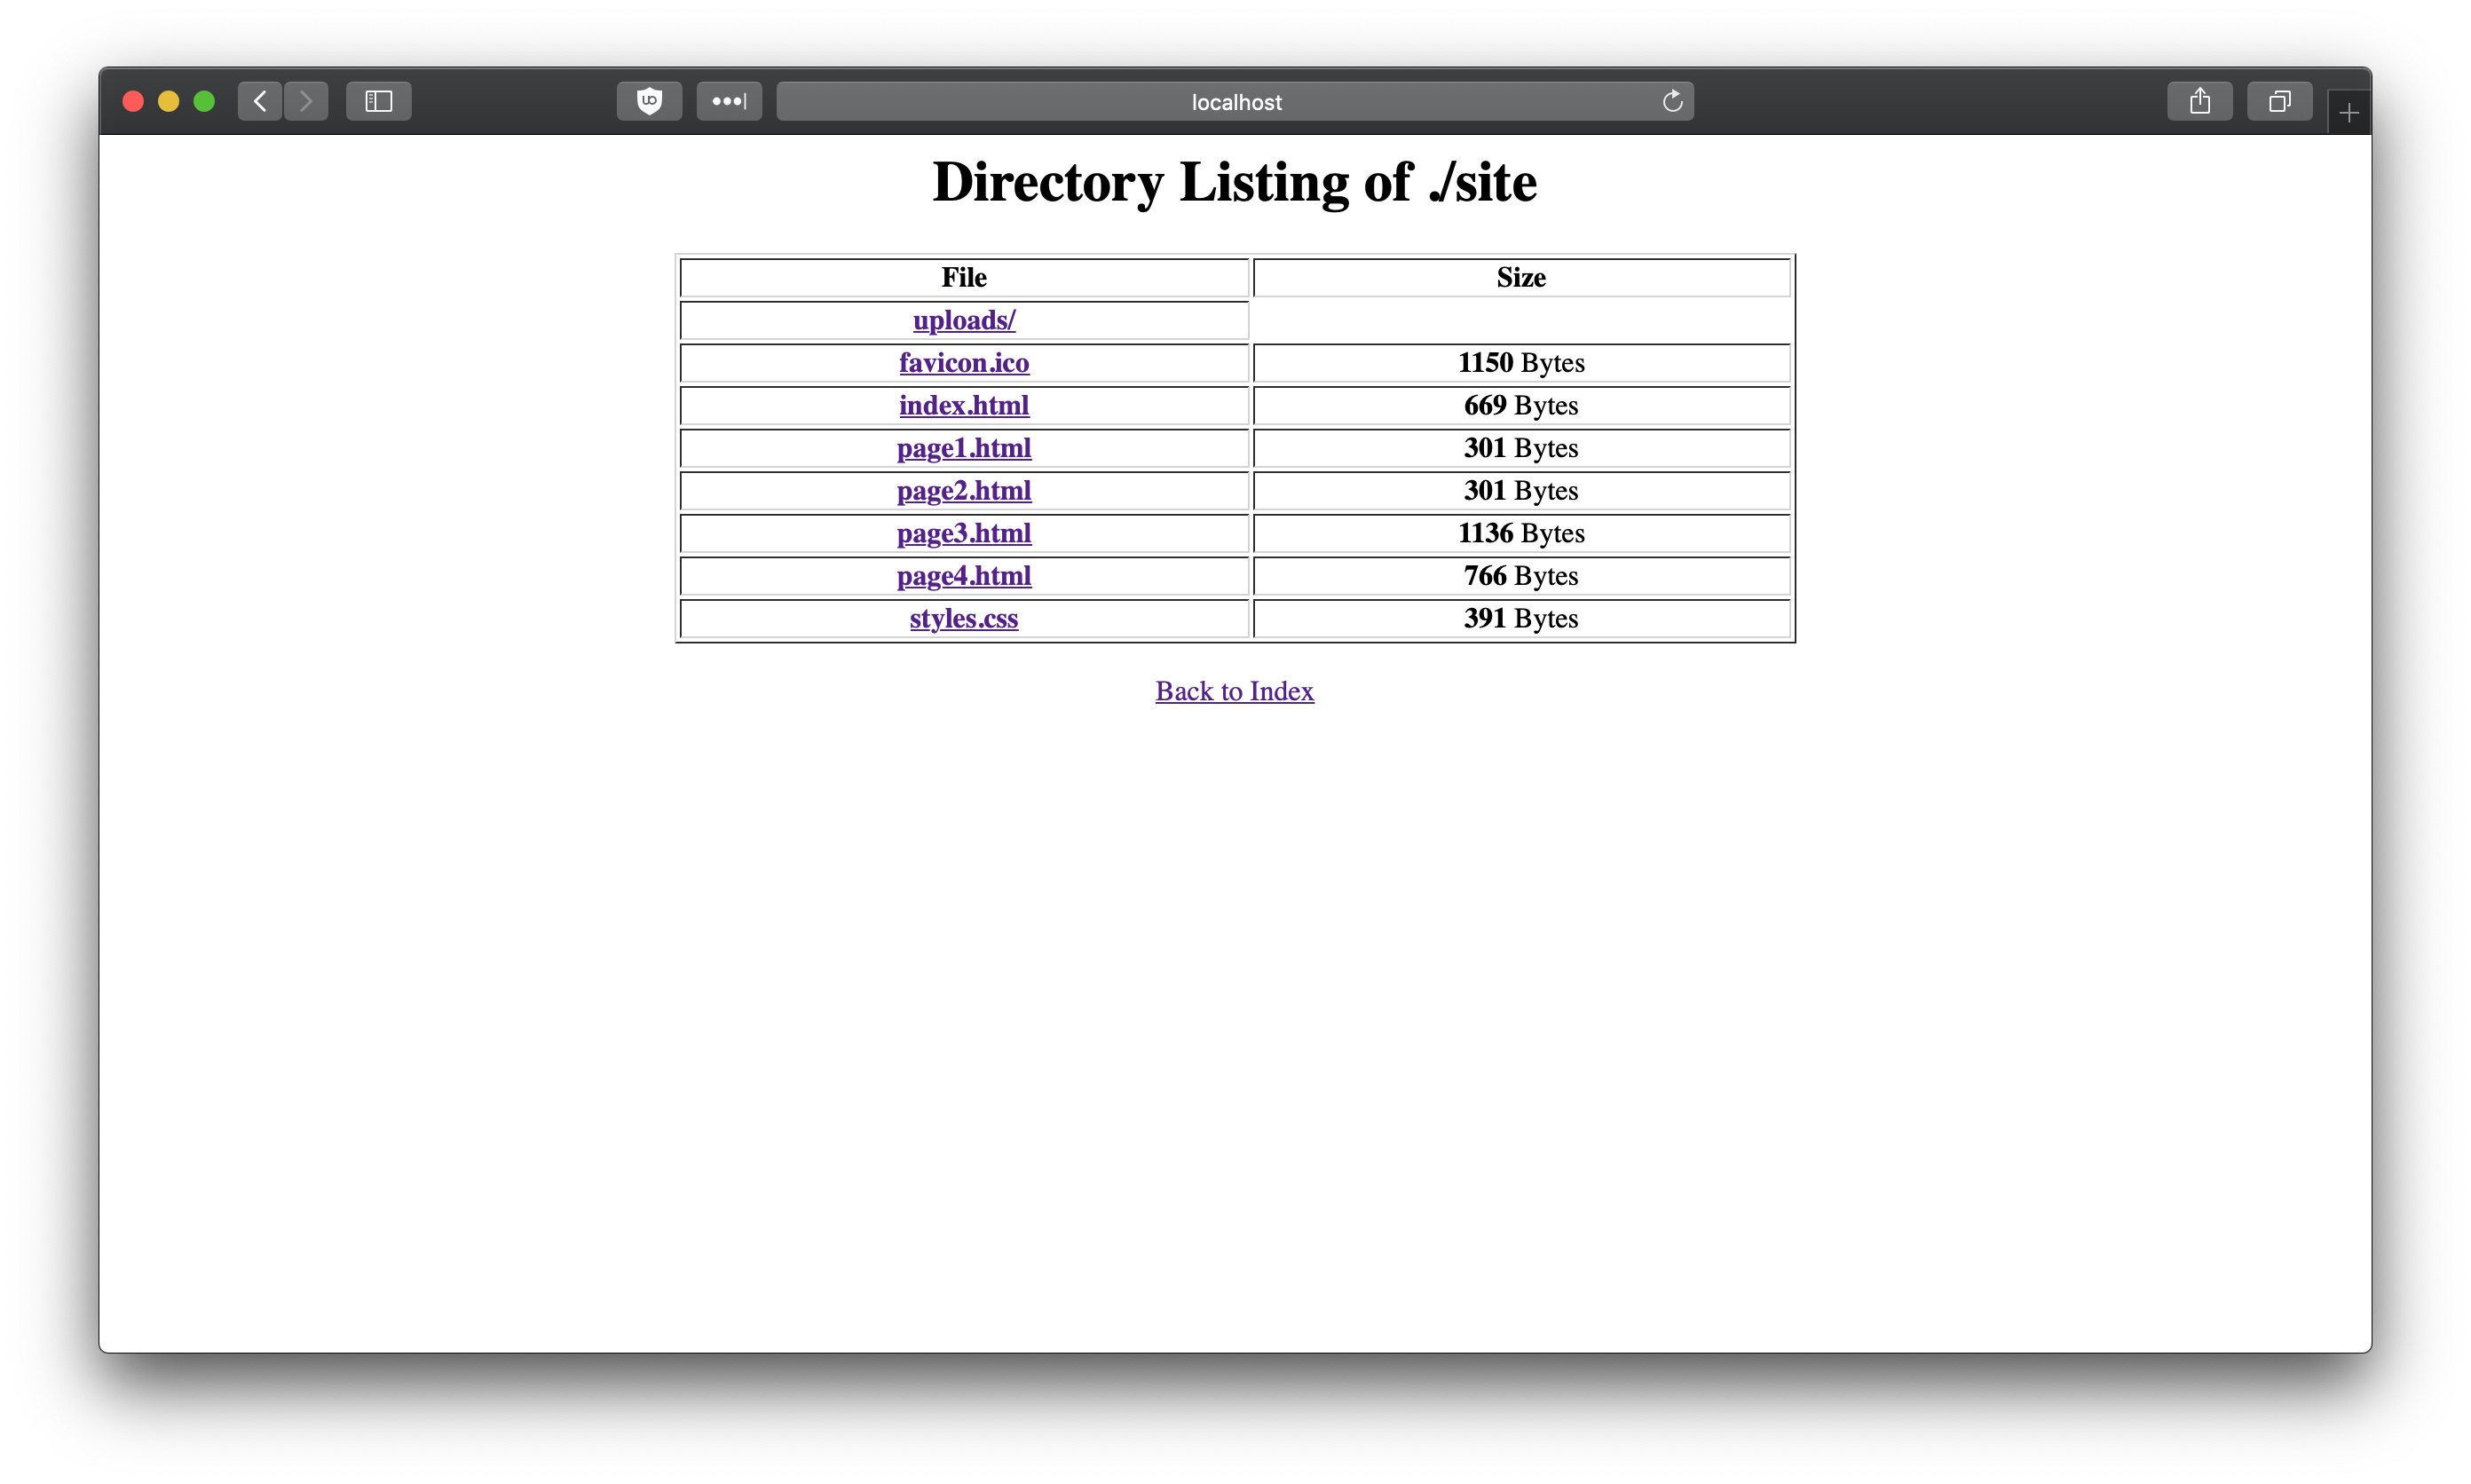 localhost
Directory Listing of ./site
File Size
uploads/
favicon.ico 1150 Bytes
index.html 669 Bytes
page1.html 301 Bytes
page2.html 301 Bytes
page3.html 1136 Bytes
page4.html 766 Bytes
styles.css 391 Bytes
Back to Index